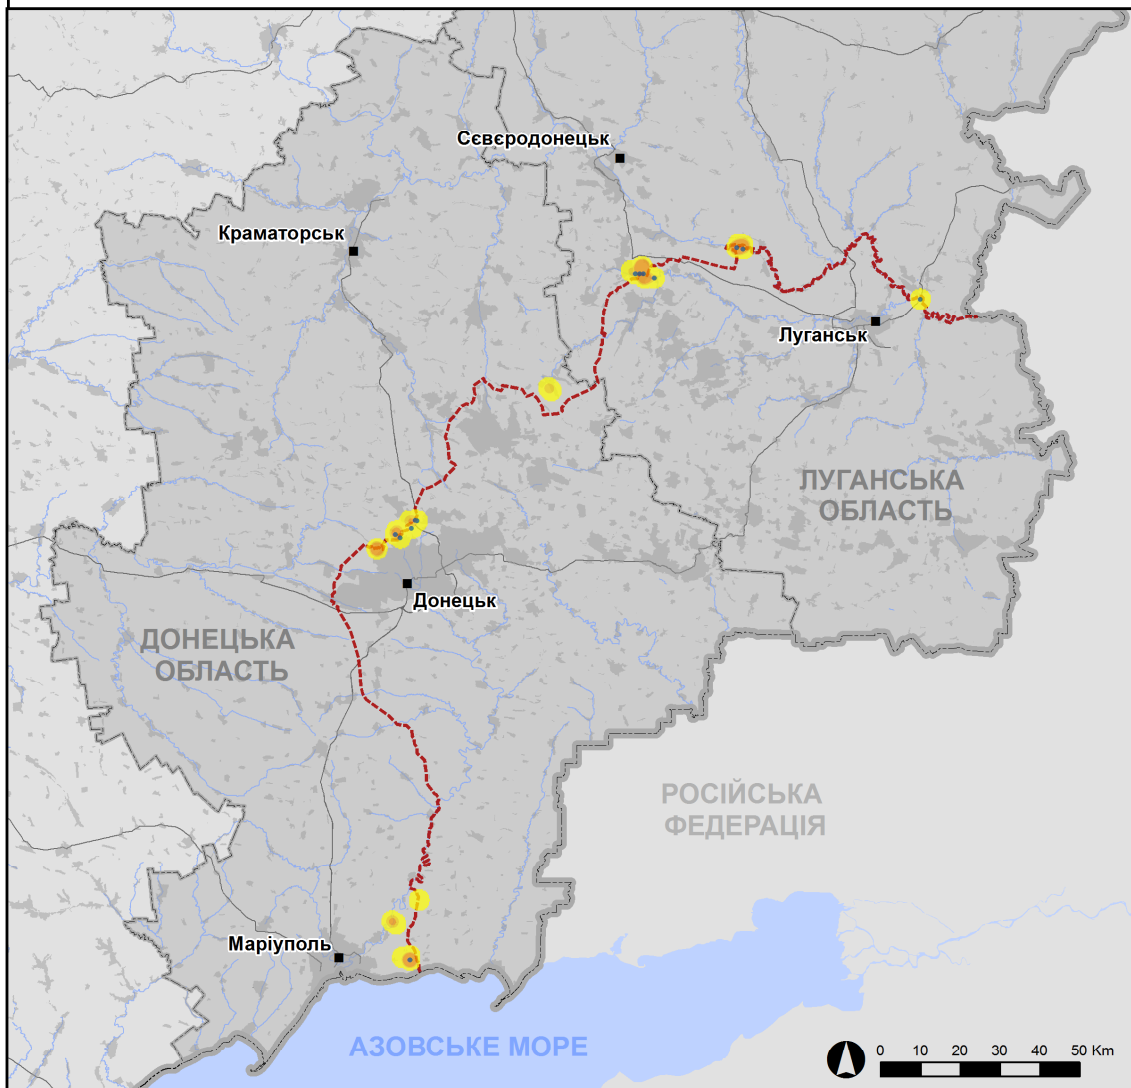 Сєвєродонецьк
Краматорськ
Луганськ
ЛУГАНСЬКА
ОБЛАСТЬ
Донецьк
ДОНЕЦЬКА
ОБЛАСТЬ
РОСІЙСЬКА
ФЕДЕРАЦІЯ
Маріуполь
АЗОВСЬКЕ МОРЕ
0 10 20 30 40 50 Km